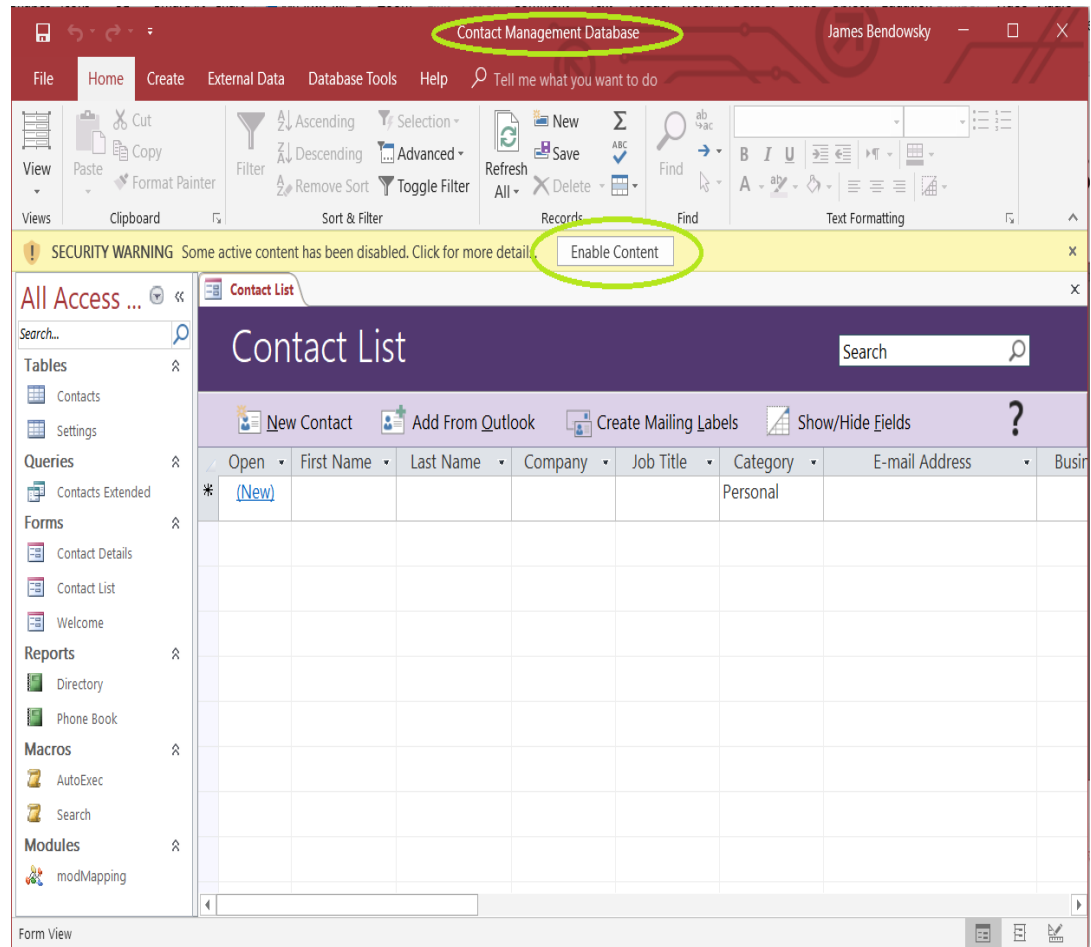 Contact Management Database
James Bendowsky
File Home Create External Data Database Tools Help Tell me what you want to do
View
Views
Paste
Cut
Copy
Format Painter
Clipboard
Filter
Ascending
Descending
Remove Sort
Selection
Advanced
Toggle Filter
Sort & Filter
Refresh
All
New
Save
Delete
Records
Find
Find
B I U
A
Text Formatting
SECURITY WARNING Some active content has been disabled. Click for more detail... Enable Content
All Access ...
Search...
Tables
Contacts
Settings
Queries
Contacts Extended
Forms
Contact Details
Contact List
Welcome
Reports
Directory
Phone Book
Macros
AutoExec
Search
Modules
modMapping
Contact List
Contact List
Search
New Contact Add From Outlook Create Mailing Labels Show/Hide Fields ?
Open First Name Last Name Company Job Title Category E-mail Address Busin
(New) Personal
Form View